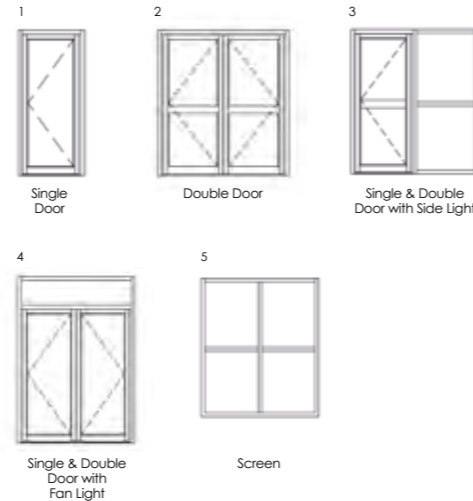 1
2
3
Single
Door
Double Door
Single & Double
Door with Side Light
4
5
Single & Double
Door with
Fan Light
Screen